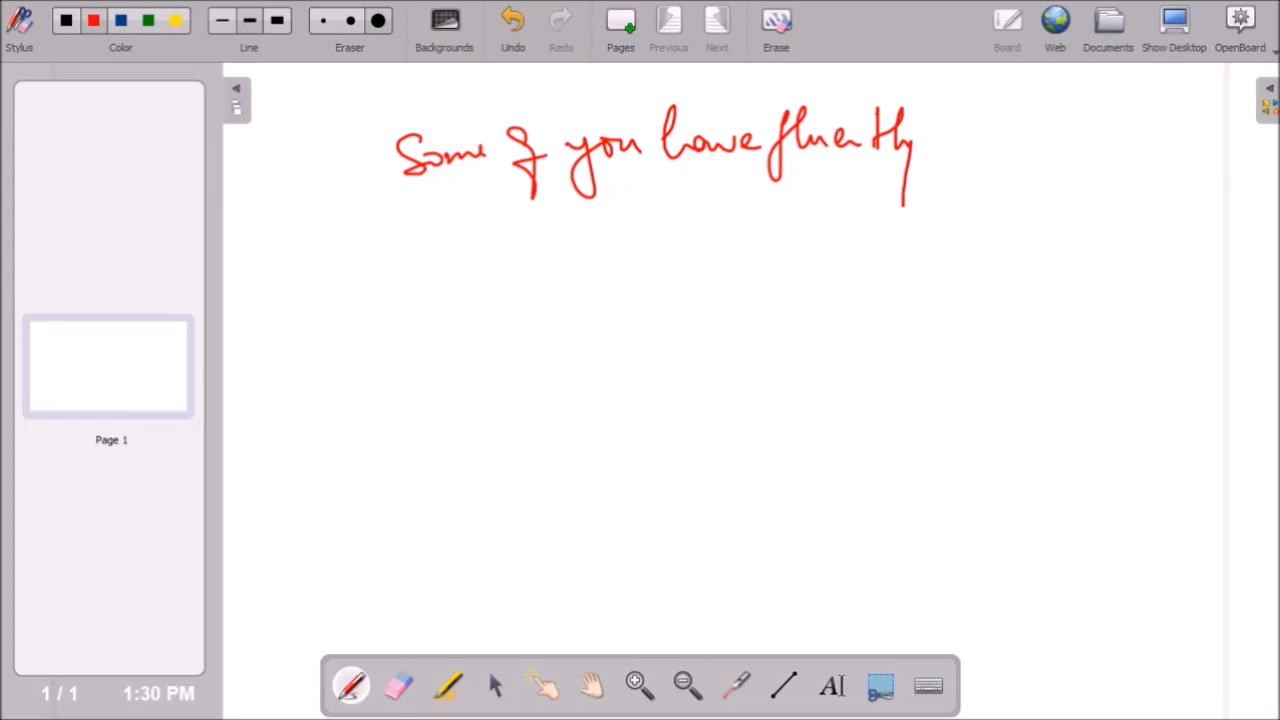 Stylus Color Line Eraser Backgrounds Undo Redo Pages Previous Next Erase Board Web Documents Show Desktop OpenBoard
Some of you have fluently
Page 1
1 / 1 1:30 PM
AI